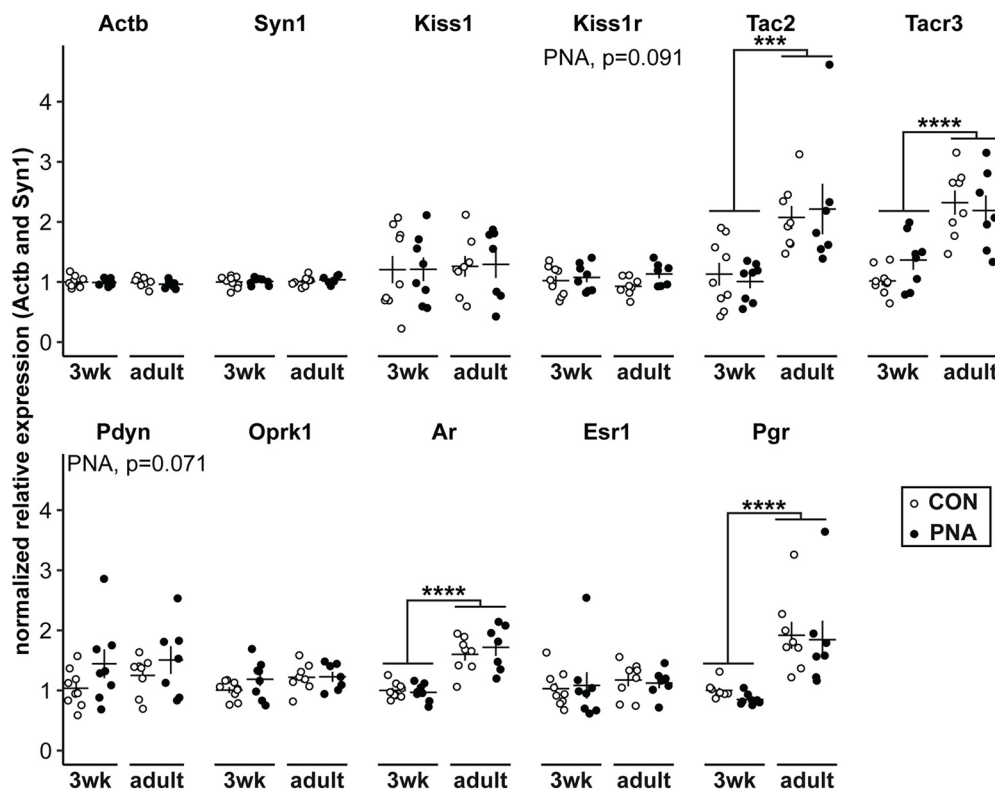 Actb Syn1 Kiss1 Kiss1r Tac2 Tacr3
PNA, p=0.091 *** ****
normalized relative expression (Actb and Syn1)
4
3
2
1
0
3wk adult 3wk adult 3wk adult 3wk adult 3wk adult 3wk adult
Pdyn Oprk1 Ar Esr1 Pgr
PNA, p=0.071
4
3
2
1
0
**** ****
CON
PNA
3wk adult 3wk adult 3wk adult 3wk adult 3wk adult